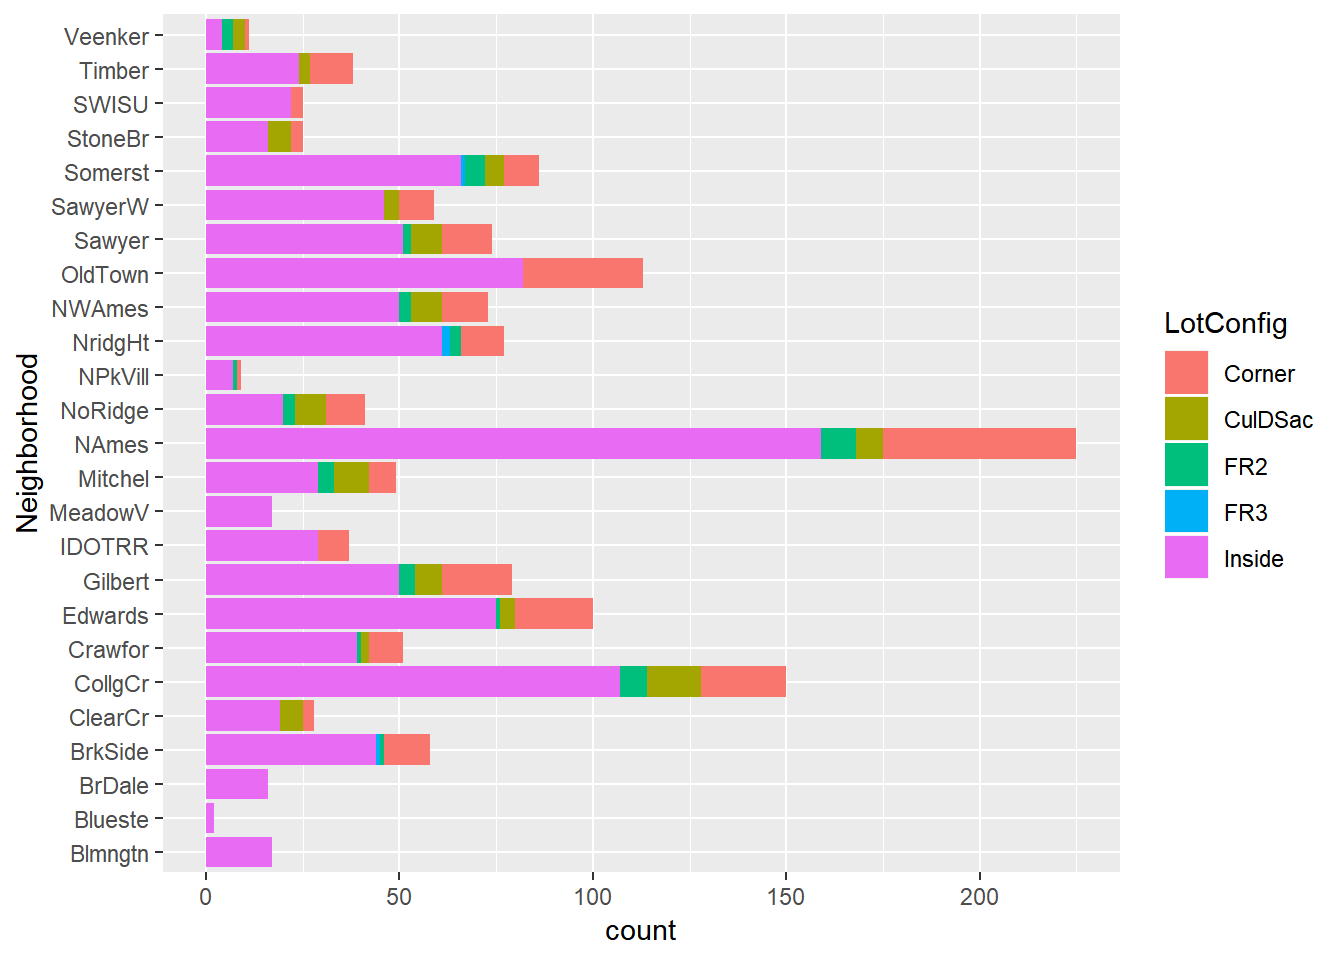 Neighborhood
Veenker
Timber
SWISU
StoneBr
Somerst
SawyerW
Sawyer
OldTown
NWAmes
NridgHt
NPkVill
NoRidge
NAmes
Mitchel
MeadowV
IDOTRR
Gilbert
Edwards
Crawfor
CollgCr
ClearCr
BrkSide
BrDale
Blueste
Blmngtn
0 50 100 150 200
count
LotConfig
Corner
CulDSac
FR2
FR3
Inside